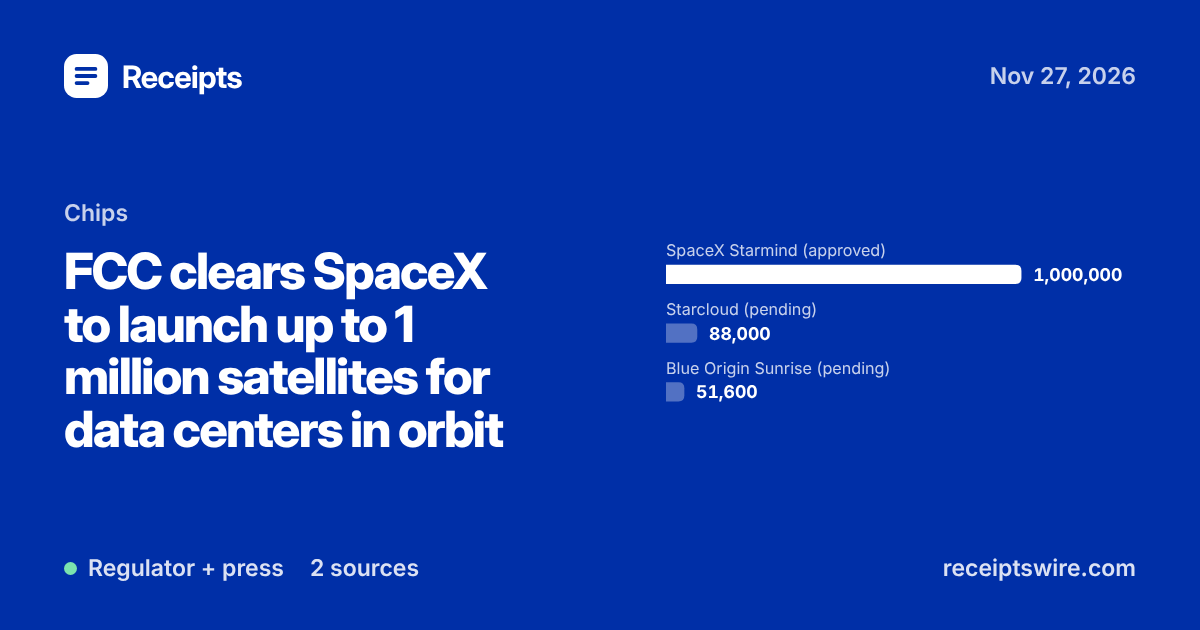 Receipts
Nov 27, 2026
Chips
FCC clears SpaceX
to launch up to 1
million satellites for
data centers in orbit
SpaceX Starmind (approved)
1,000,000
Starcloud (pending)
88,000
Blue Origin Sunrise (pending)
51,600
Regulator + press 2 sources
receiptswire.com